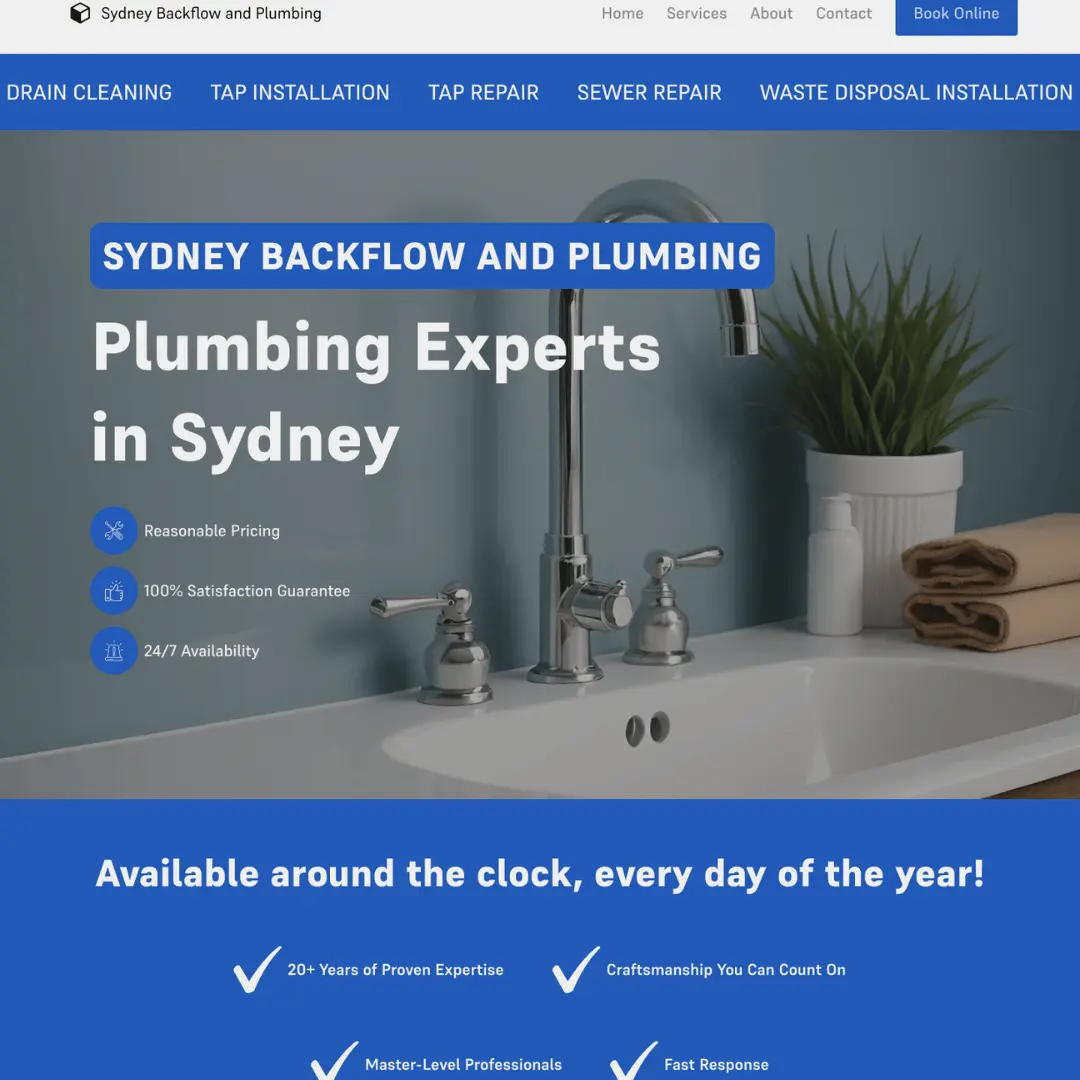 Sydney Backflow and Plumbing
Home Services About Contact Book Online
DRAIN CLEANING TAP INSTALLATION TAP REPAIR SEWER REPAIR WASTE DISPOSAL INSTALLATION
SYDNEY BACKFLOW AND PLUMBING
Plumbing Experts
in Sydney
Reasonable Pricing
100% Satisfaction Guarantee
24/7 Availability
Available around the clock, every day of the year!
20+ Years of Proven Expertise
Craftsmanship You Can Count On
Master-Level Professionals
Fast Response